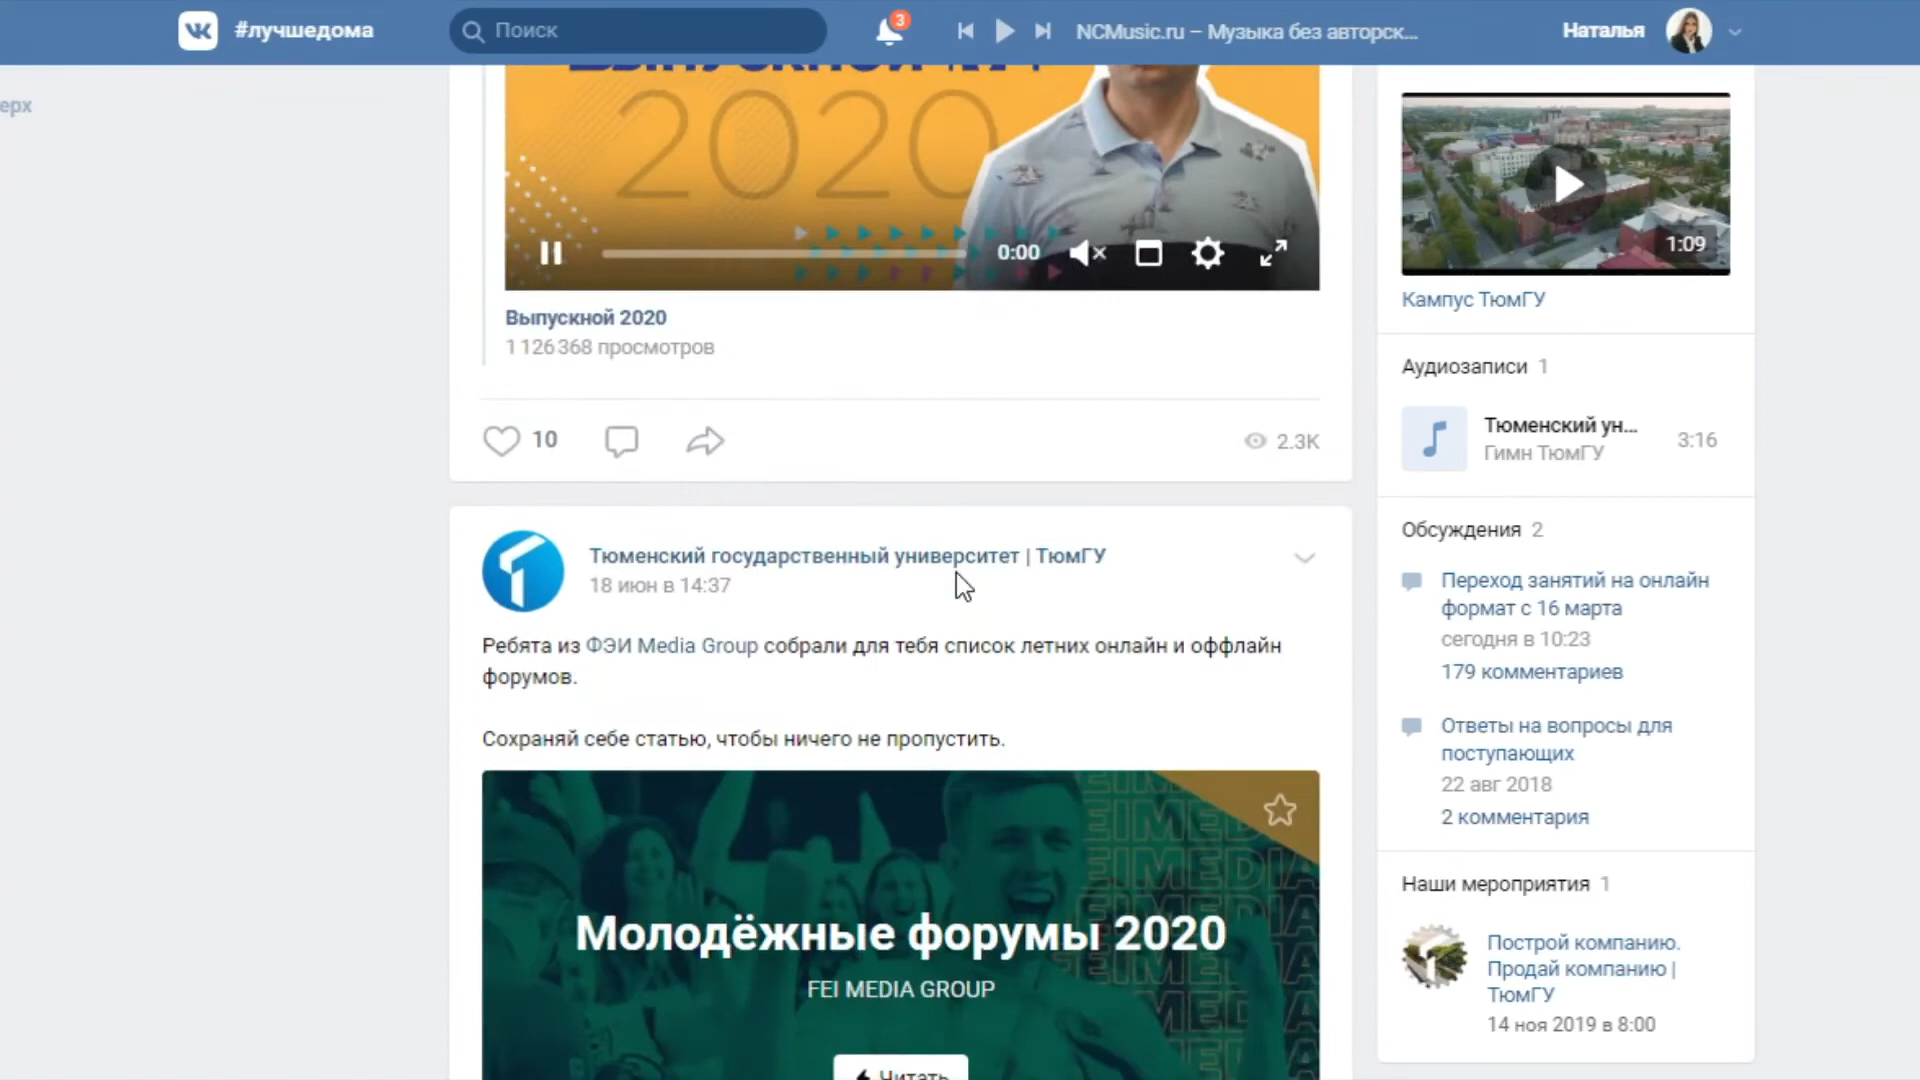 #лучшедома
Поиск
3
NCMusic.ru – Музыка без авторск...
Наталья
ерх
2020
0:00
Выпускной 2020
1 126 368 просмотров
10
2.3K
Тюменский государственный университет | ТюмГУ
18 июн в 14:37
Ребята из ФЭИ Media Group собрали для тебя список летних онлайн и оффлайн
форумов.
Сохраняй себе статью, чтобы ничего не пропустить.
Молодёжные форумы 2020
FEI MEDIA GROUP
Читать
1:09
Кампус ТюмГУ
Аудиозаписи 1
Тюменский ун...
3:16
Гимн ТюмГУ
Обсуждения 2
Переход занятий на онлайн
формат с 16 марта
сегодня в 10:23
179 комментариев
Ответы на вопросы для
поступающих
22 авг 2018
2 комментария
Наши мероприятия 1
Построй компанию.
Продай компанию |
ТюмГУ
14 ноя 2019 в 8:00